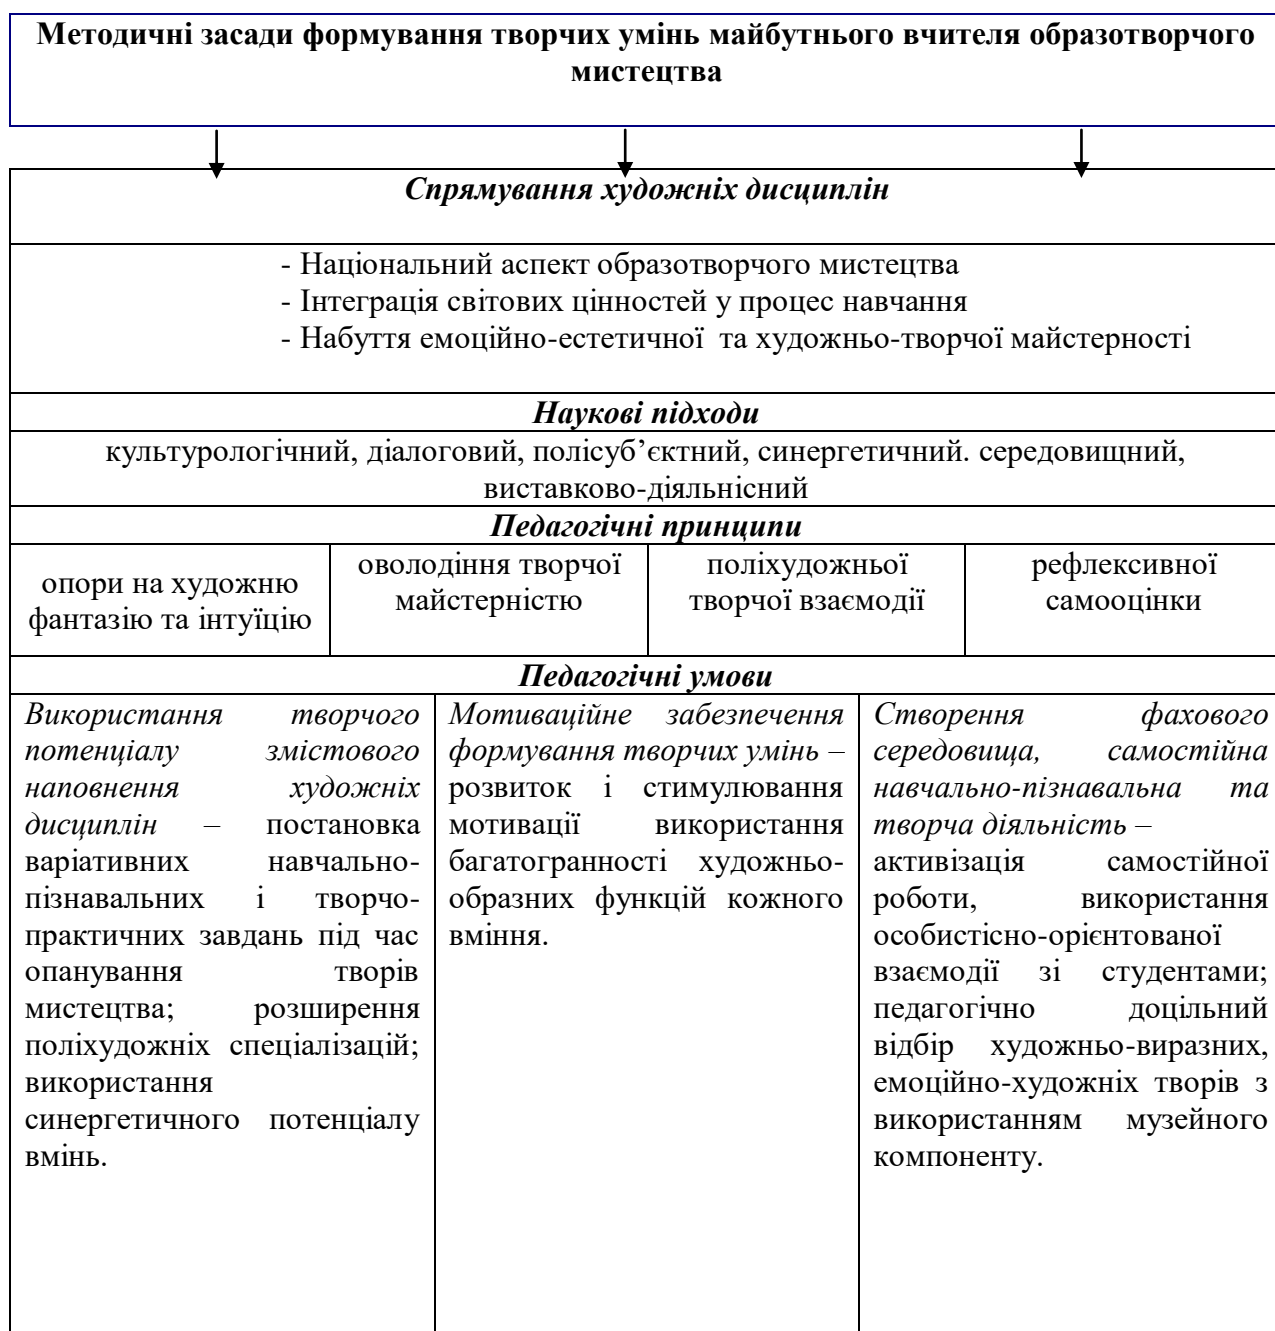 Методичні засади формування творчих умінь майбутнього вчителя образотворчого
мистецтва
Спрямування художніх дисциплін
- Національний аспект образотворчого мистецтва
- Інтеграція світових цінностей у процес навчання
- Набуття емоційно-естетичної та художньо-творчої майстерності
Наукові підходи
культурологічний, діалоговий, полісуб’єктний, синергетичний. середовищний,
виставково-діяльнісний
Педагогічні принципи
опори на художню
фантазію та інтуїцію
оволодіння творчої
майстерністю
поліхудожньої
творчої взаємодії
рефлексивної
самооцінки
Педагогічні умови
Використання творчого
потенціалу змістового
наповнення художніх
дисциплін – постановка
варіативних навчально-
пізнавальних і творчо-
практичних завдань під час
опанування творів
мистецтва; розширення
поліхудожніх спеціалізацій;
використання
синергетичного потенціалу
вмінь.
Мотиваційне забезпечення
формування творчих умінь –
розвиток і стимулювання
мотивації використання
багатогранності художньо-
образних функцій кожного
вміння.
Створення фахового
середовища, самостійна
навчально-пізнавальна та
творча діяльність –
активізація самостійної
роботи, використання
особистісно-орієнтованої
взаємодії зі студентами;
педагогічно доцільний
відбір художньо-виразних,
емоційно-художніх творів з
використанням музейного
компоненту.